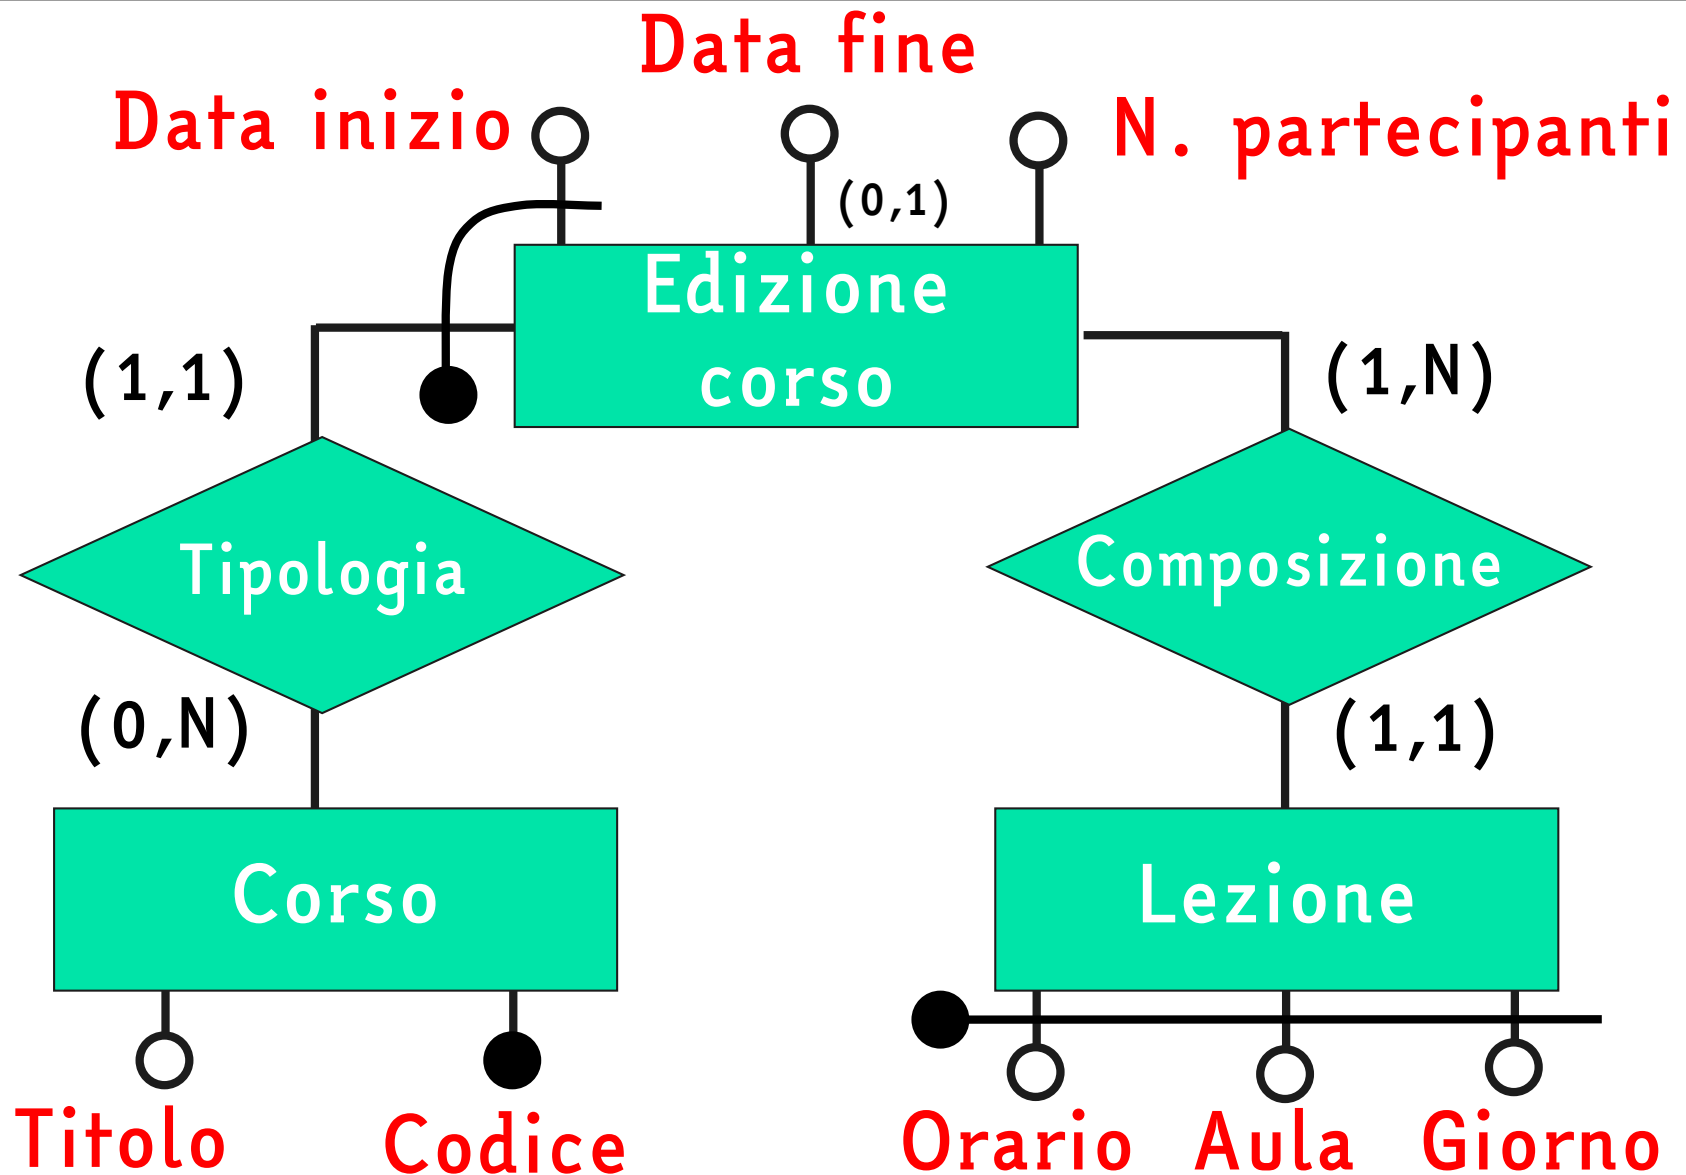 Data fine
Data inizio
N. partecipanti
(0,1)
Edizione
corso
(1,1)
(1,N)
Tipologia
Composizione
(0,N)
(1,1)
Corso
Lezione
Titolo
Codice
Orario
Aula
Giorno